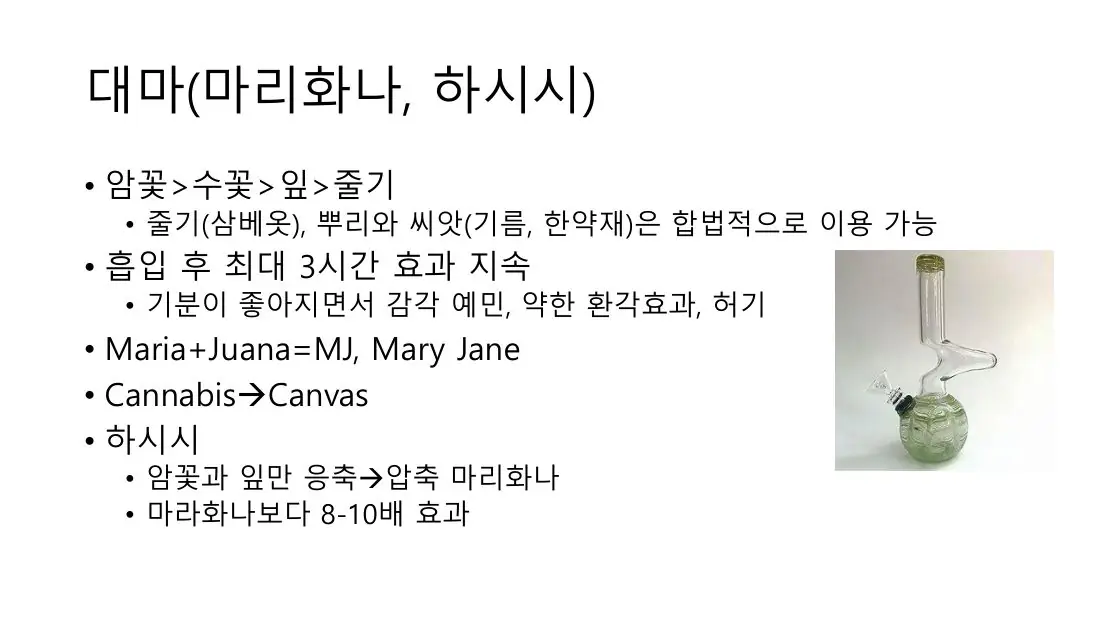 대마(마리화나, 하시시)
• 암꽃>수꽃>잎>줄기
• 줄기(삼베옷), 뿌리와 씨앗(기름, 한약재)은 합법적으로 이용 가능
• 흡입 후 최대 3시간 효과 지속
• 기분이 좋아지면서 감각 예민, 약한 환각효과, 허기
• Maria+Juana=MJ, Mary Jane
• Cannabis→Canvas
• 하시시
• 암꽃과 잎만 응축→압축 마리화나
• 마라화나보다 8-10배 효과